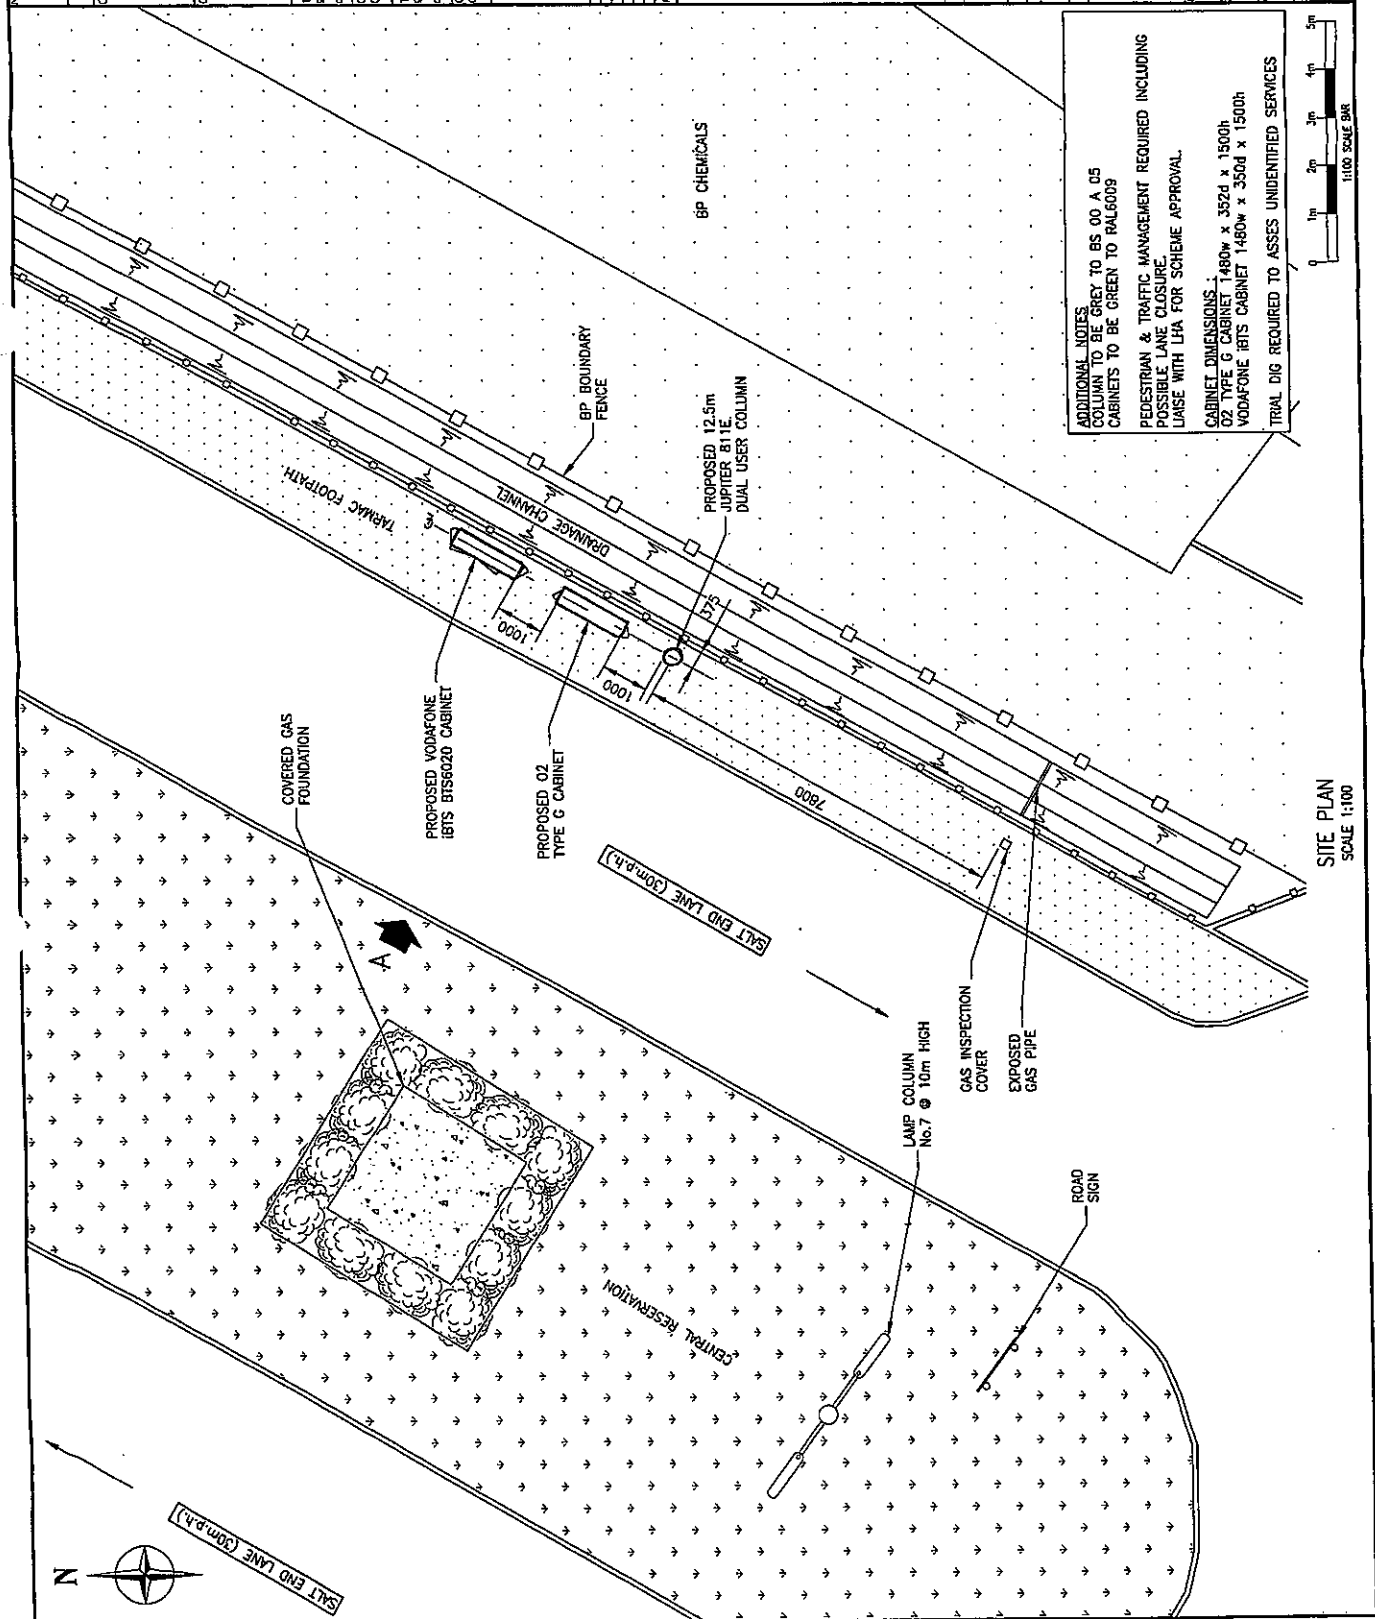 N
SALT END LANE (30m.p.h.)
A
COVERED GAS
FOUNDATION
PROPOSED VODAFONE
iBTS BTS6020 CABINET
PROPOSED O2
TYPE G CABINET
SALT END LANE (30m.p.h.)
CENTRAL RESERVATION
LAMP COLUMN
No.7 @ 10m HIGH
ROAD
SIGN
GAS INSPECTION
COVER
EXPOSED
GAS PIPE
TARMAC FOOTPATH
DRAINAGE CHANNEL
1000
1000
375
7800
BP BOUNDARY
FENCE
PROPOSED 12.5m
JUPITER 811E
DUAL USER COLUMN
BP CHEMICALS
ADDITIONAL NOTES
COLUMN TO BE GREY TO BS 00 A 05
CABINETS TO BE GREEN TO RAL6009
PEDESTRIAN & TRAFFIC MANAGEMENT REQUIRED INCLUDING
POSSIBLE LANE CLOSURE.
LIAISE WITH LHA FOR SCHEME APPROVAL.
CABINET DIMENSIONS :
O2 TYPE G CABINET 1480w x 352d x 1500h
VODAFONE iBTS CABINET 1480w x 350d x 1500h
TRIAL DIG REQUIRED TO ASSES UNIDENTIFIED SERVICES
0 1m 2m 3m 4m 5m
1:100 SCALE BAR
SITE PLAN
SCALE 1:100